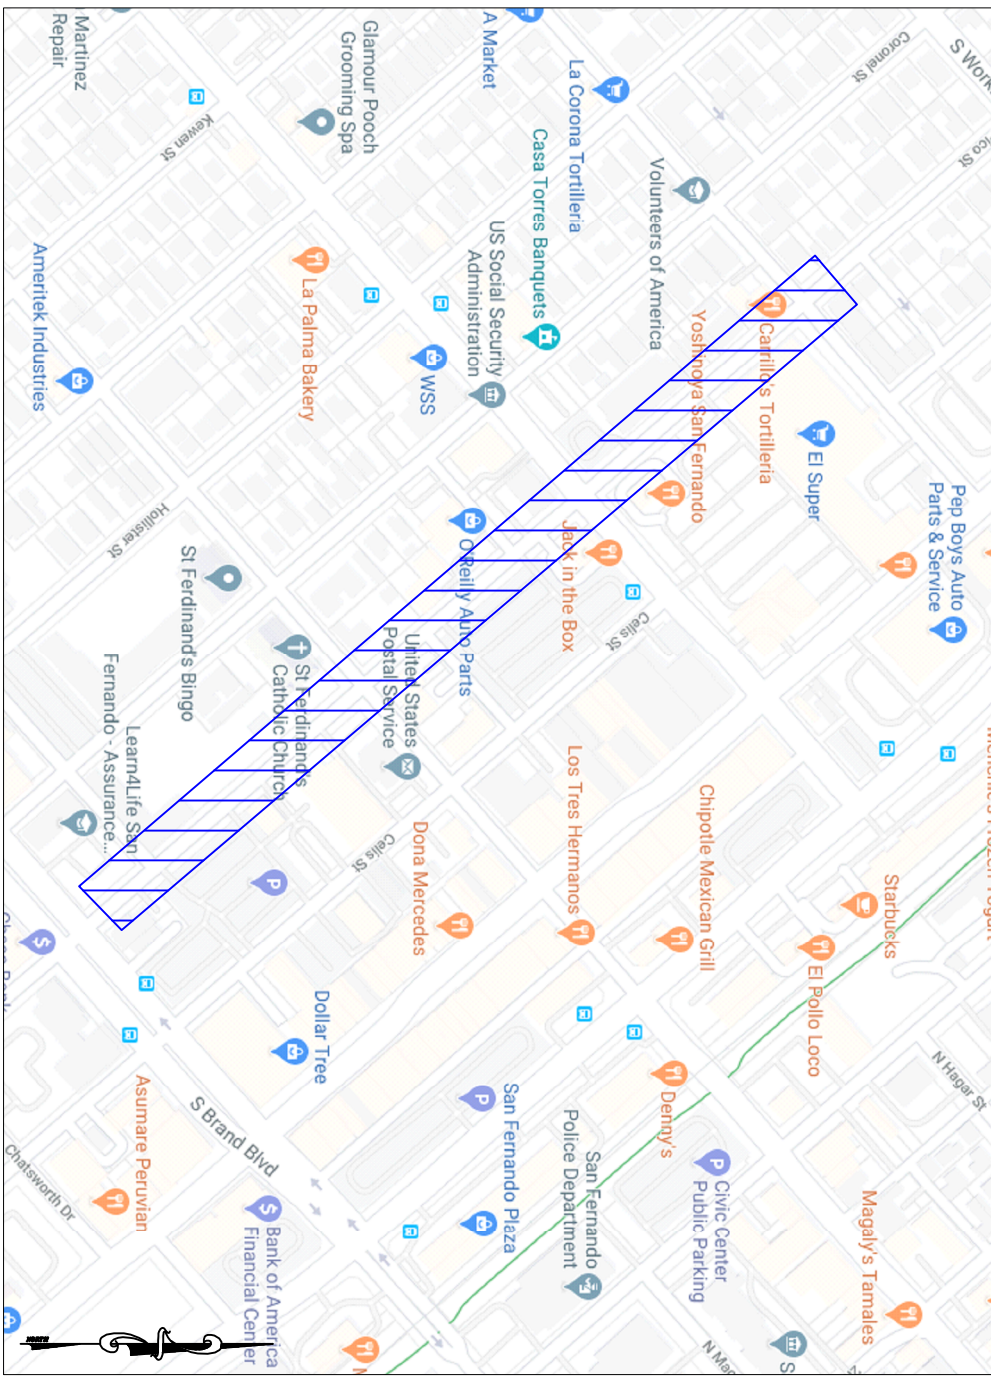 Martinez
Repair
Glamour Pooch
Grooming Spa
A Market
La Corona Tortilleria
Coronel St
S Work
ico St
Kewen St
Casa Torres Banquets
Volunteers of America
US Social Security
Administration
Ameritek Industries
La Palma Bakery
WSS
Yoshinoya San Fernando
Carrillo's Tortilleria
El Super
Pep Boys Auto
Parts & Service
Hollister St
St Ferdinand's Bingo
O'Reilly Auto Parts
Jack in the Box
Celis St
United States
Postal Service
St Ferdinand's
Catholic Church
Learn4Life San
Fernando - Assurance...
Los Tres Hermanos
Chipotle Mexican Grill
Starbucks
Celis St
Dona Mercedes
El Pollo Loco
Dollar Tree
N Hagar St
Asumare Peruvian
S Brand Blvd
San Fernando Plaza
Denny's
San Fernando
Police Department
Civic Center
Public Parking
Magaly's Tamales
Chatsworth Dr
Bank of America
Financial Center
N Mac
NORTH